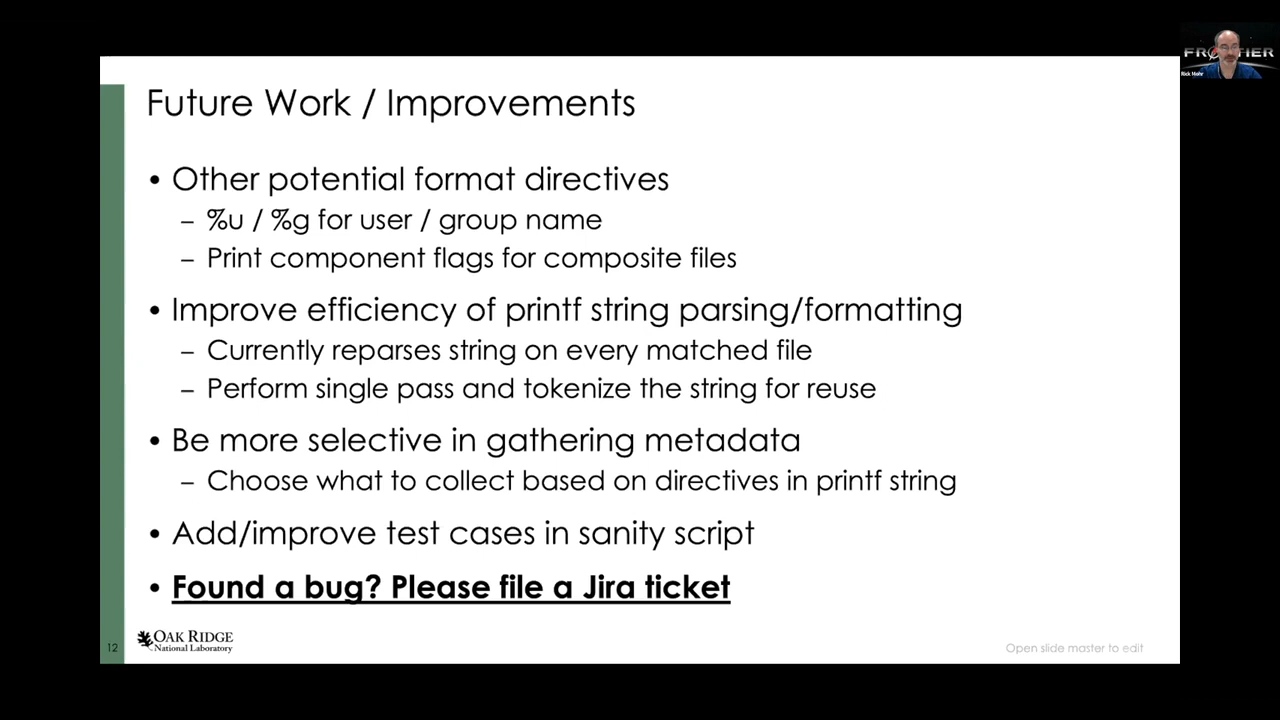 FRONTIER
Rick Mohr
Future Work / Improvements
• Other potential format directives
– %u / %g for user / group name
– Print component flags for composite files
• Improve efficiency of printf string parsing/formatting
– Currently reparses string on every matched file
– Perform single pass and tokenize the string for reuse
• Be more selective in gathering metadata
– Choose what to collect based on directives in printf string
• Add/improve test cases in sanity script
• Found a bug? Please file a Jira ticket
12
OAK RIDGE
National Laboratory
Open slide master to edit